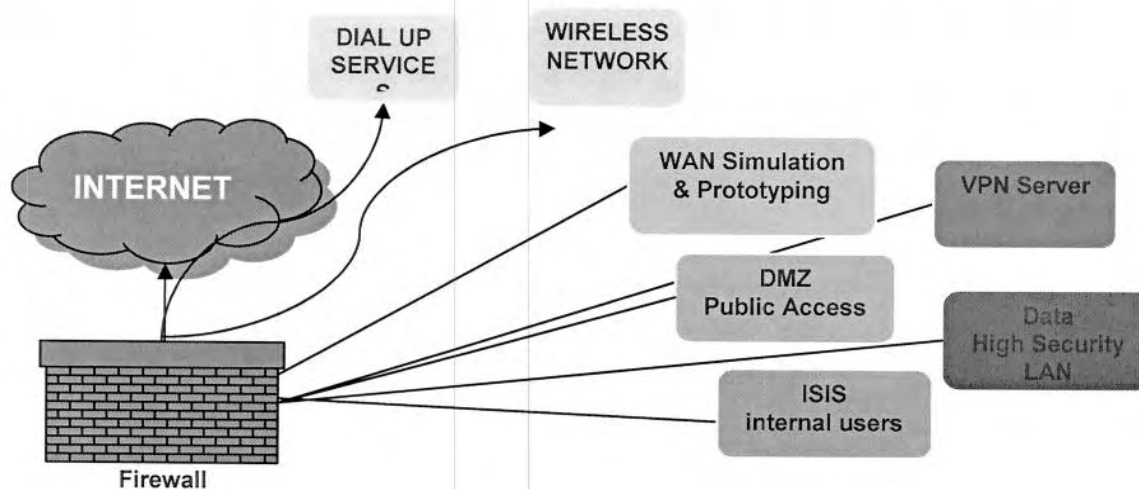 DIAL UP
SERVICE
S
WIRELESS
NETWORK
INTERNET
WAN Simulation
& Prototyping
VPN Server
DMZ
Public Access
Data
High Security
LAN
ISIS
internal users
Firewall